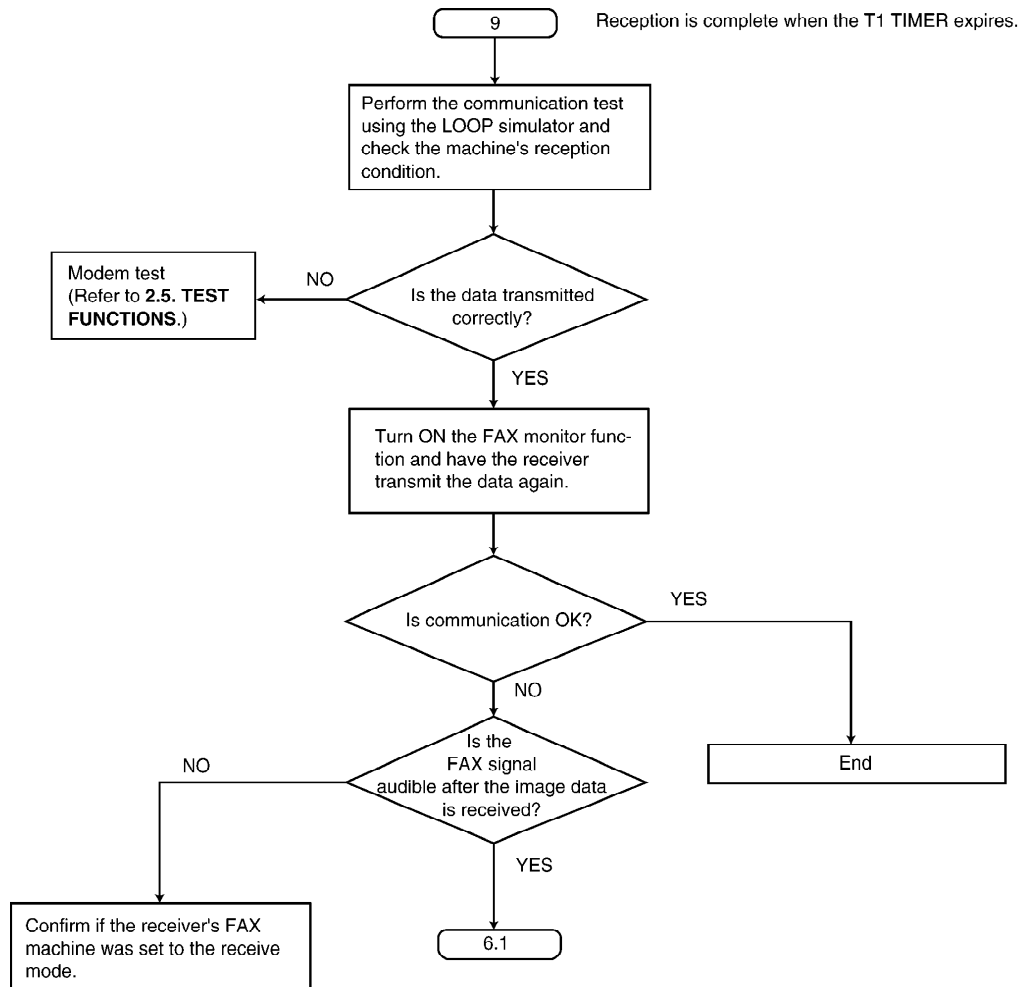 9
Reception is complete when the T1 TIMER expires.
Perform the communication test
using the LOOP simulator and
check the machine's reception
condition.
Modem test
(Refer to 2.5. TEST
FUNCTIONS.)
NO
Is the data transmitted
correctly?
YES
Turn ON the FAX monitor func-
tion and have the receiver
transmit the data again.
Is communication OK?
YES
NO
Is the
FAX signal
audible after the image data
is received?
NO
End
YES
Confirm if the receiver's FAX
machine was set to the receive
mode.
6.1